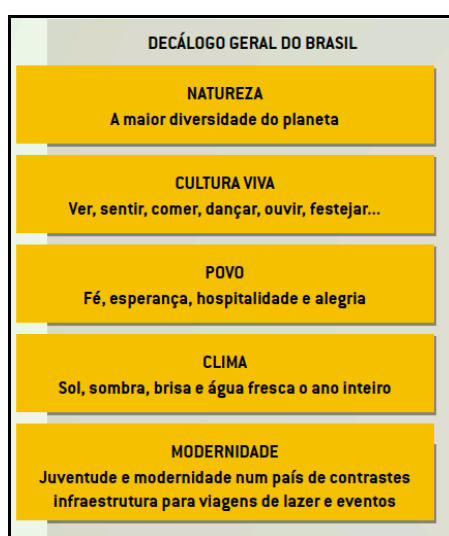 DECÁLOGO GERAL DO BRASIL
NATUREZA
A maior diversidade do planeta
CULTURA VIVA
Ver, sentir, comer, dançar, ouvir, festejar...
POVO
Fé, esperança, hospitalidade e alegria
CLIMA
Sol, sombra, brisa e água fresca o ano inteiro
MODERNIDADE
Juventude e modernidade num país de contrastes
infraestrutura para viagens de lazer e eventos